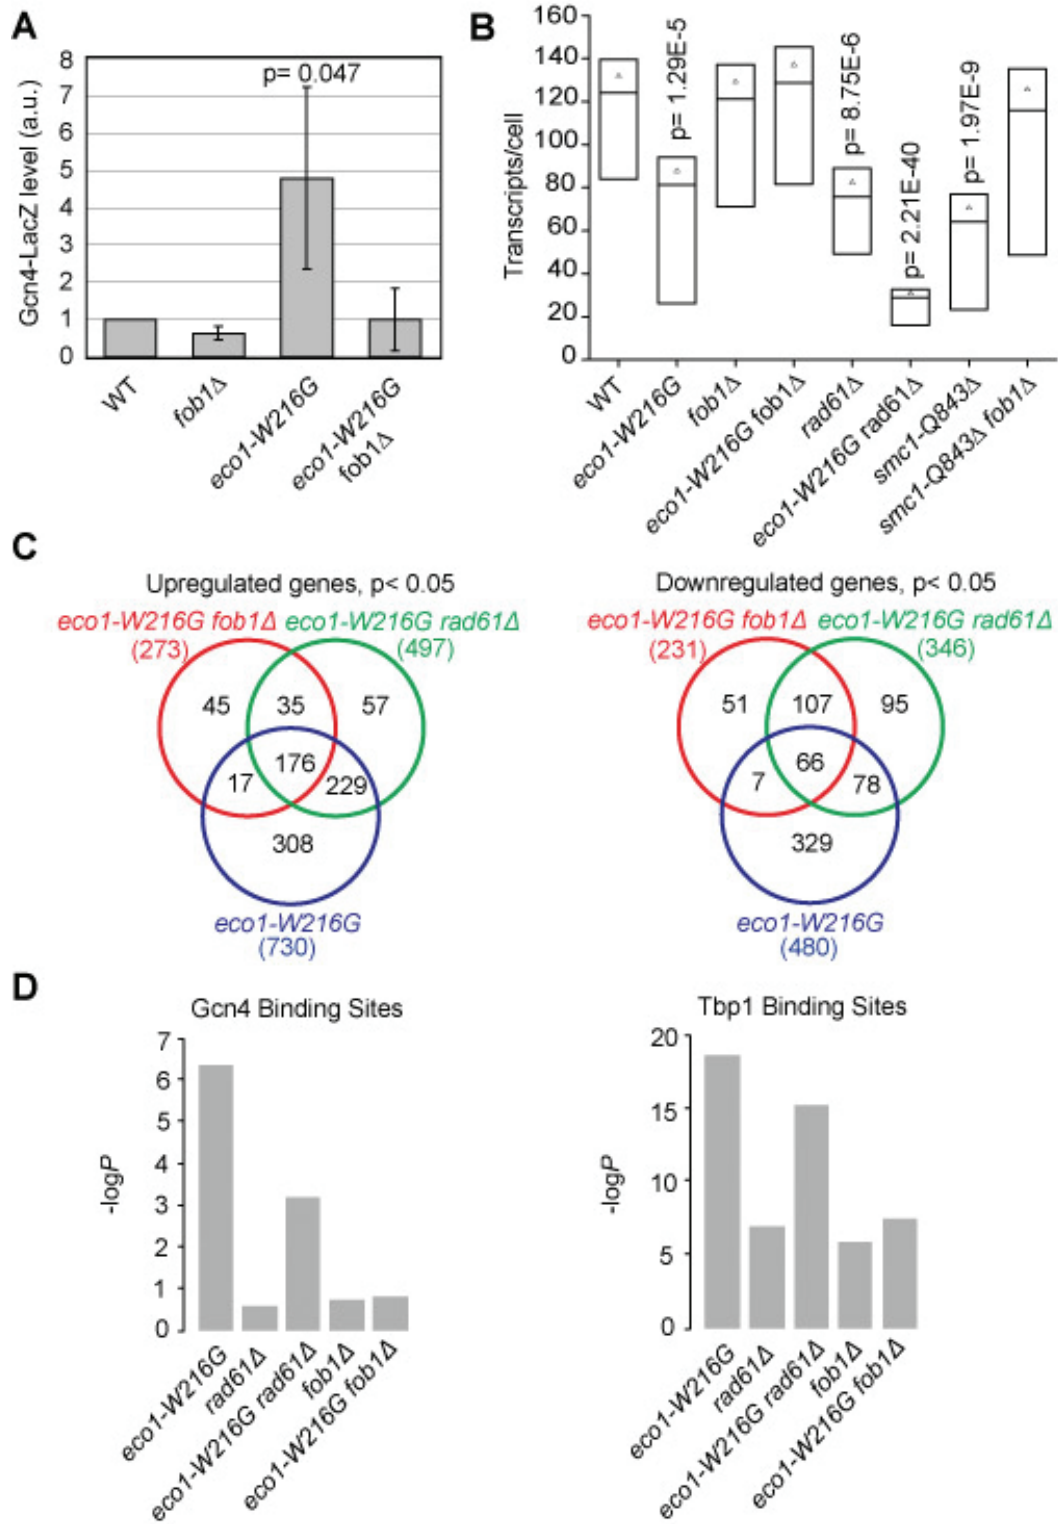 A
Gcn4-LacZ level (a.u.)
8
7
6
5
4
3
2
1
0
p= 0.047
WT
fob1Δ
eco1-W216G
eco1-W216G
fob1Δ
B
Transcripts/cell
160
140
120
100
80
60
40
20
0
p= 1.29E-5
p= 8.75E-6
p= 2.21E-40
p= 1.97E-9
WT
eco1-W216G
fob1Δ
eco1-W216G fob1Δ
rad61Δ
eco1-W216G rad61Δ
smc1-Q843Δ
smc1-Q843Δ fob1Δ
C
Upregulated genes, p< 0.05
eco1-W216G fob1Δ
eco1-W216G rad61Δ
(273)
(497)
45
35
57
176
17
229
308
eco1-W216G
(730)
Downregulated genes, p< 0.05
eco1-W216G fob1Δ
eco1-W216G rad61Δ
(231)
(346)
51
107
95
66
7
78
329
eco1-W216G
(480)
D
Gcn4 Binding Sites
-logP
7
6
5
4
3
2
1
0
eco1-W216G
rad61Δ
eco1-W216G rad61Δ
fob1Δ
eco1-W216G fob1Δ
Tbp1 Binding Sites
-logP
20
15
10
5
0
eco1-W216G
rad61Δ
eco1-W216G rad61Δ
fob1Δ
eco1-W216G fob1Δ